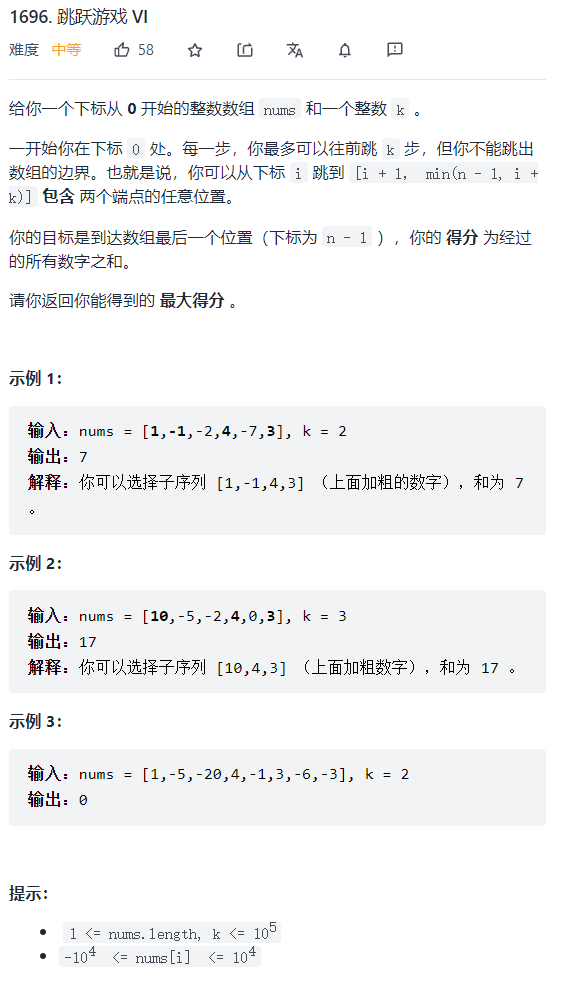 1696. 跳跃游戏 VI
难度 中等 58
给你一个下标从 0 开始的整数数组 nums 和一个整数 k 。
一开始你在下标 0 处。每一步，你最多可以往前跳 k 步，但你不能跳出
数组的边界。也就是说，你可以从下标 i 跳到 [i + 1， min(n - 1, i +
k)] 包含 两个端点的任意位置。
你的目标是到达数组最后一个位置（下标为 n - 1 ），你的 得分 为经过
的所有数字之和。
请你返回你能得到的 最大得分 。
示例 1：
输入：nums = [1,-1,-2,4,-7,3], k = 2
输出：7
解释：你可以选择子序列 [1,-1,4,3] （上面加粗的数字），和为 7
。
示例 2：
输入：nums = [10,-5,-2,4,0,3], k = 3
输出：17
解释：你可以选择子序列 [10,4,3] （上面加粗数字），和为 17 。
示例 3：
输入：nums = [1,-5,-20,4,-1,3,-6,-3], k = 2
输出：0
提示：
1 <= nums.length, k <= 10⁵
-10⁴ <= nums[i] <= 10⁴